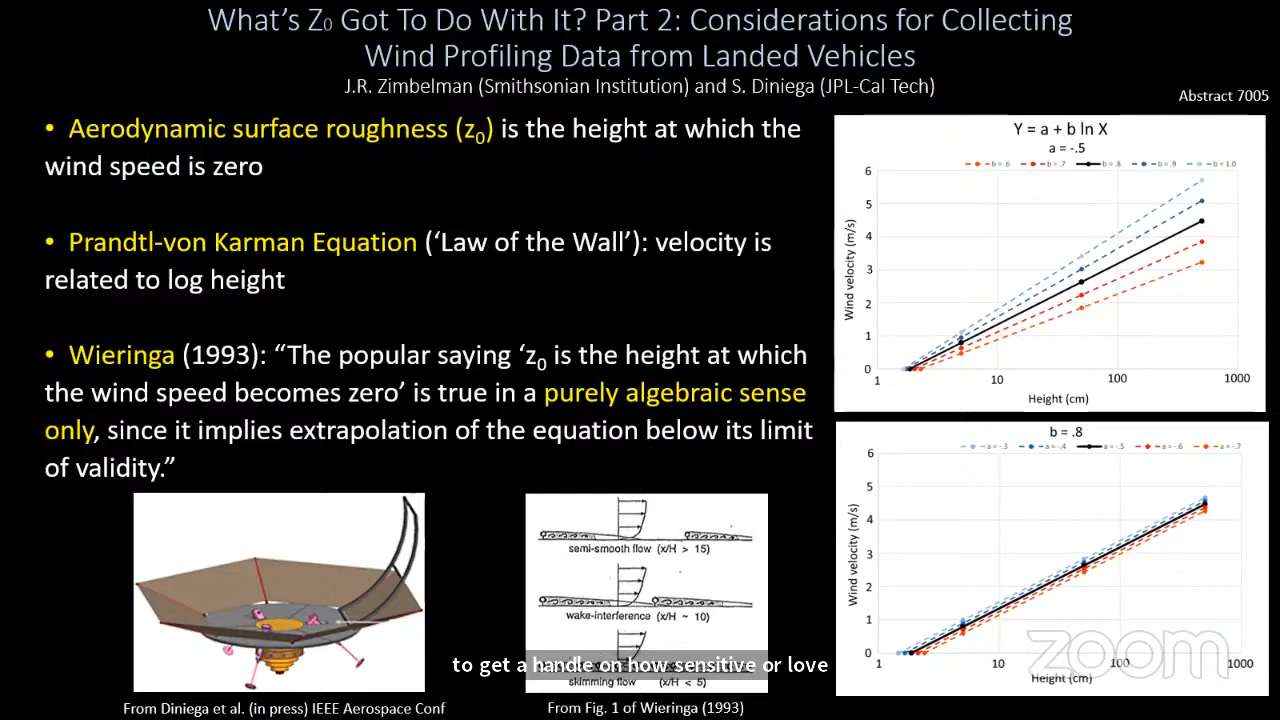 What's Z0 Got To Do With It? Part 2: Considerations for Collecting
Wind Profiling Data from Landed Vehicles
J.R. Zimbelman (Smithsonian Institution) and S. Diniega (JPL-Cal Tech)
Abstract 7005
• Aerodynamic surface roughness (z0) is the height at which the
wind speed is zero
• Prandtl-von Karman Equation ('Law of the Wall'): velocity is
related to log height
• Wieringa (1993): "The popular saying 'z0 is the height at which
the wind speed becomes zero' is true in a purely algebraic sense
only, since it implies extrapolation of the equation below its limit
of validity."
Y = a + b ln X
a = -.5
b = .6 b = .7 b = .8 b = .9 b = 1.0
6
5
4
3
2
1
0
Wind velocity (m/s)
1 10 100 1000
Height (cm)
b = .8
a = -.3 a = -.4 a = -.5 a = -.6 a = -.7
6
5
4
3
2
1
0
Wind velocity (m/s)
1 10 100 1000
Height (cm)
zoom
semi-smooth flow (x/H > 15)
wake-interference (x/H ~ 10)
skimming flow (x/H < 5)
to get a handle on how sensitive or love
From Diniega et al. (in press) IEEE Aerospace Conf
From Fig. 1 of Wieringa (1993)